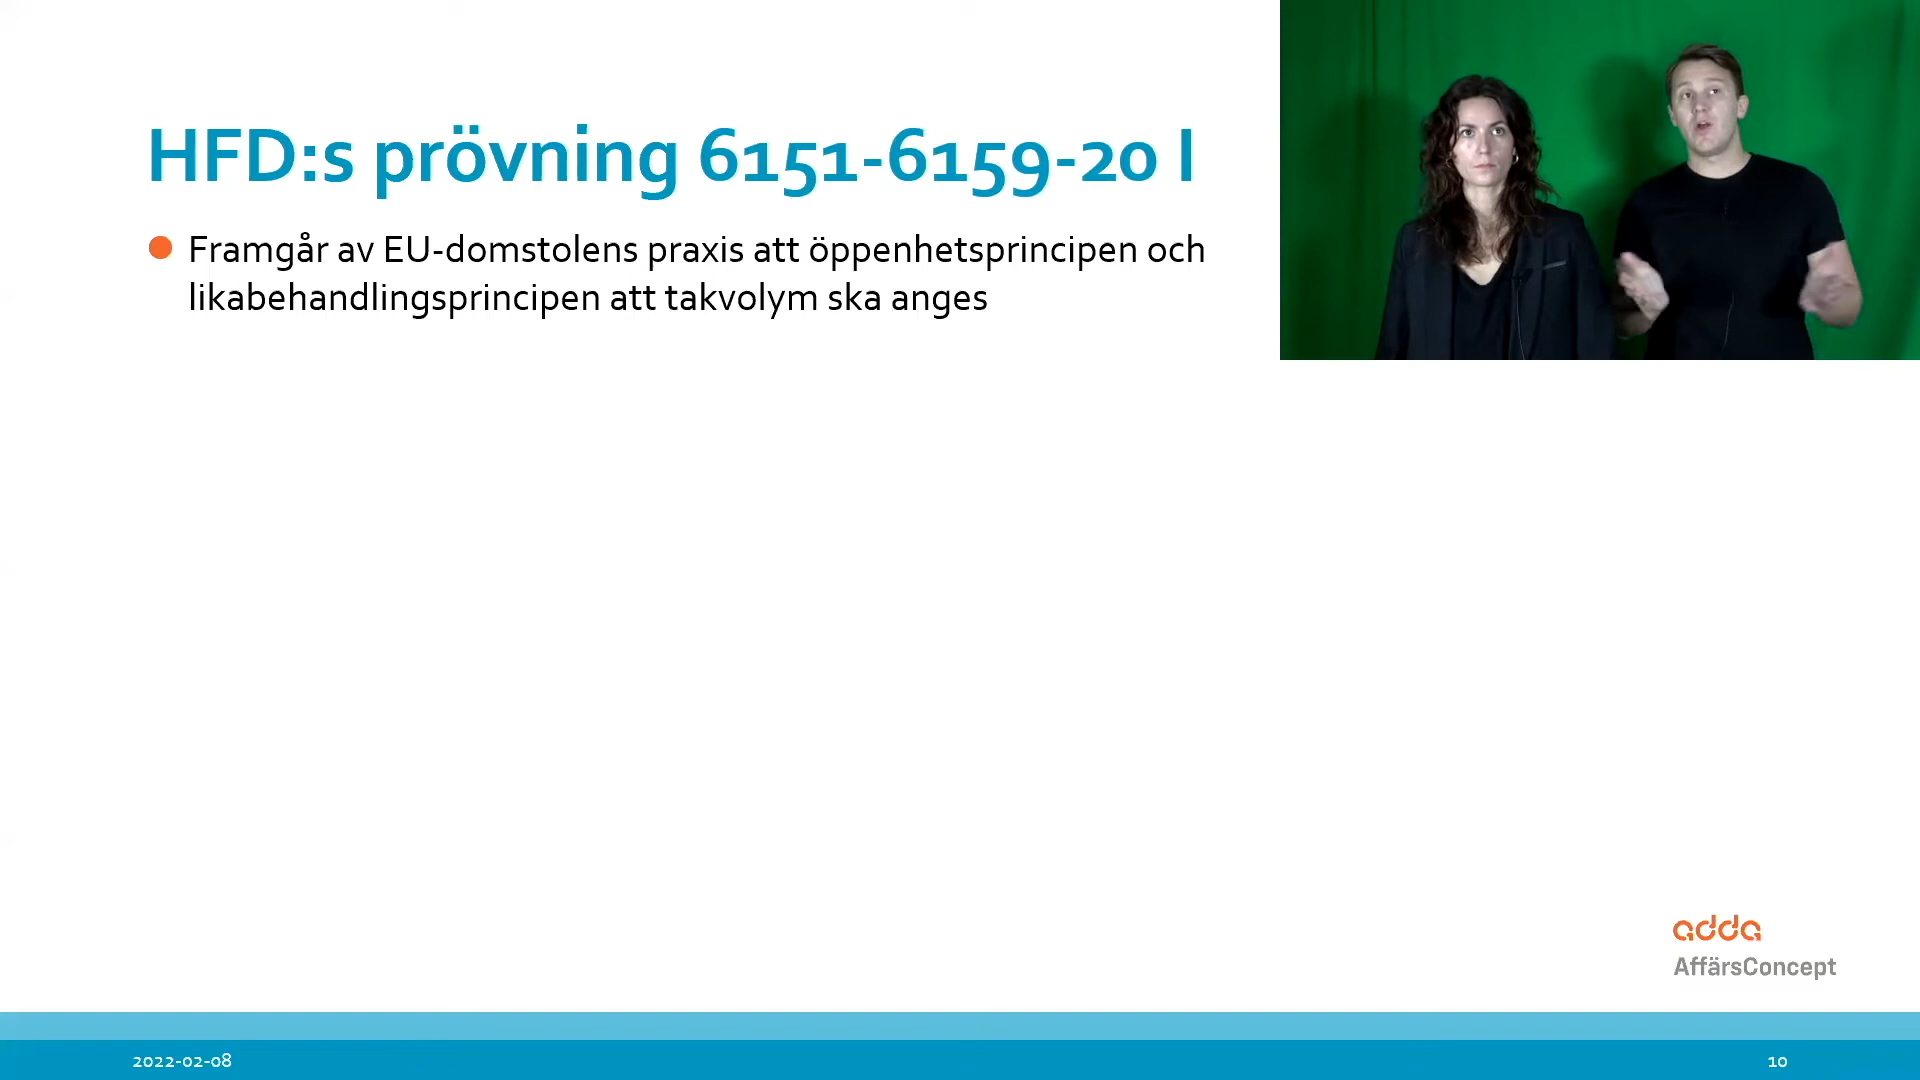 HFD:s prövning 6151-6159-20 I
Framgår av EU-domstolens praxis att öppenhetsprincipen och
likabehandlingsprincipen att takvolym ska anges
adda
AffärsConcept
2022-02-08
10